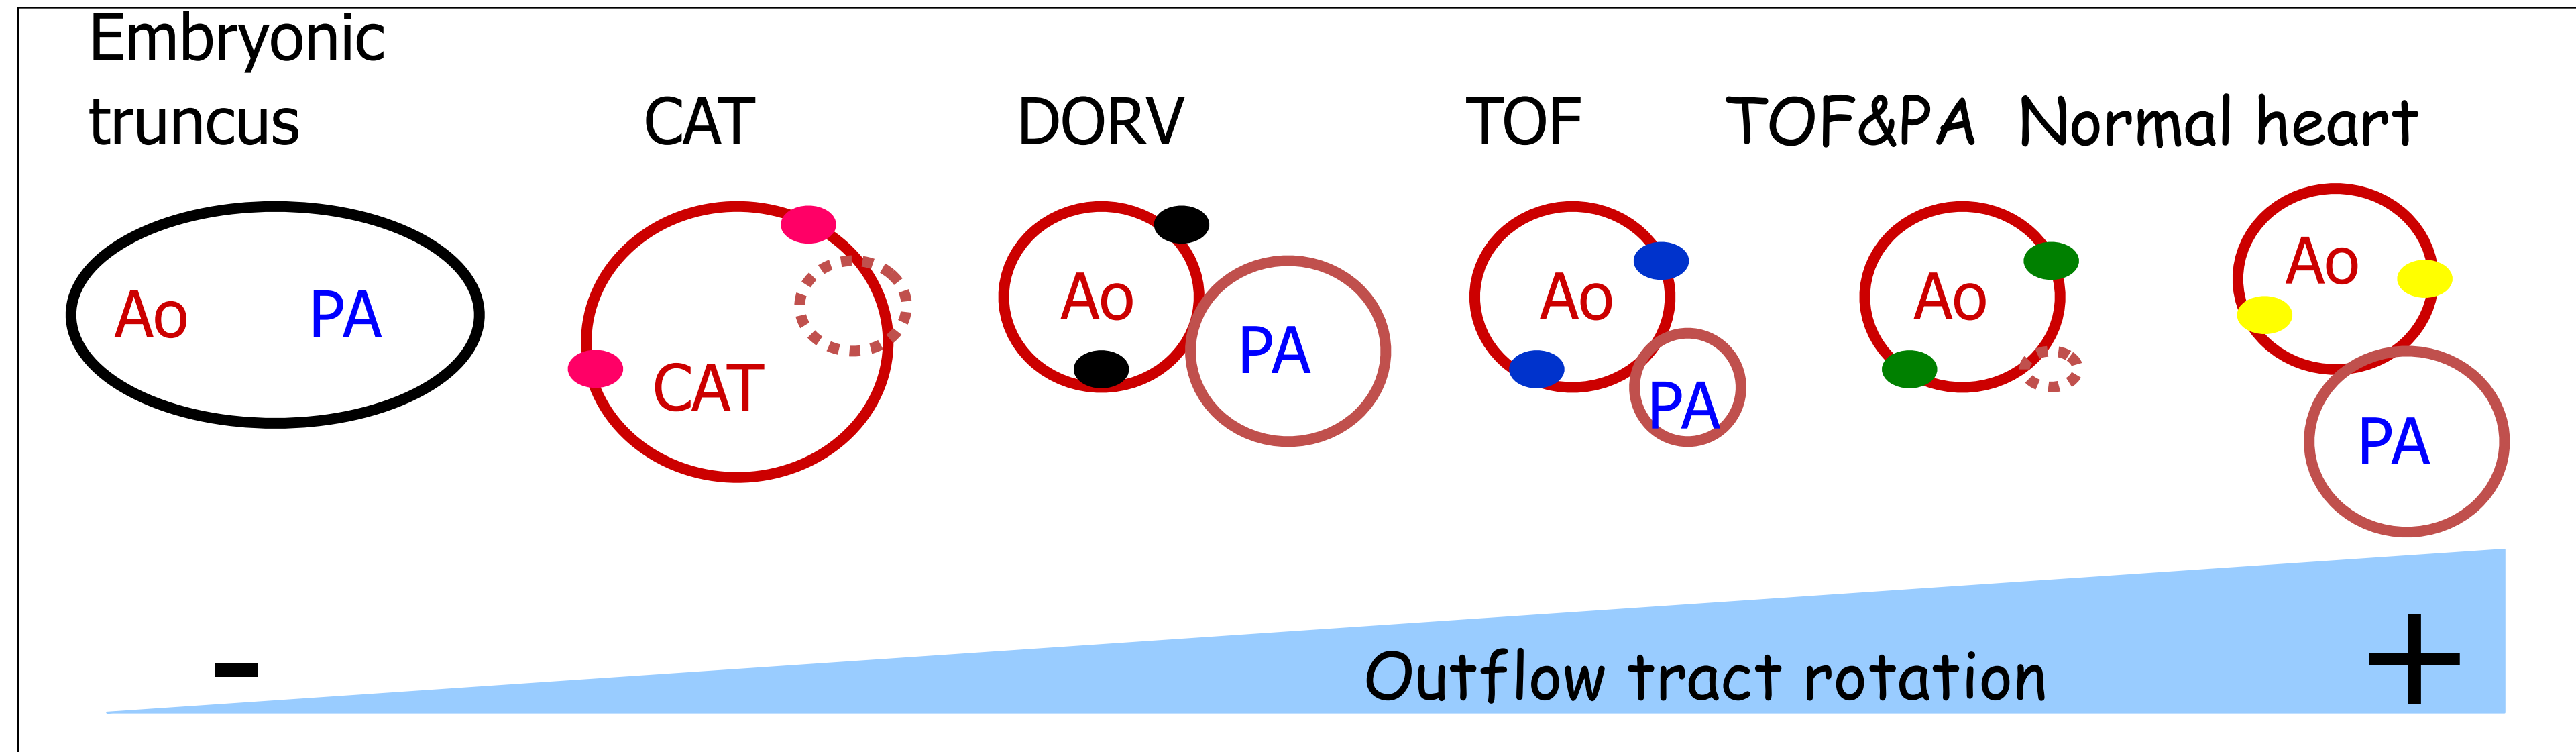 Embryonic
truncus
CAT
DORV
TOF
TOF&PA
Normal heart
Ao PA
CAT
Ao PA
Ao PA
Ao
Ao PA
-
Outflow tract rotation
+